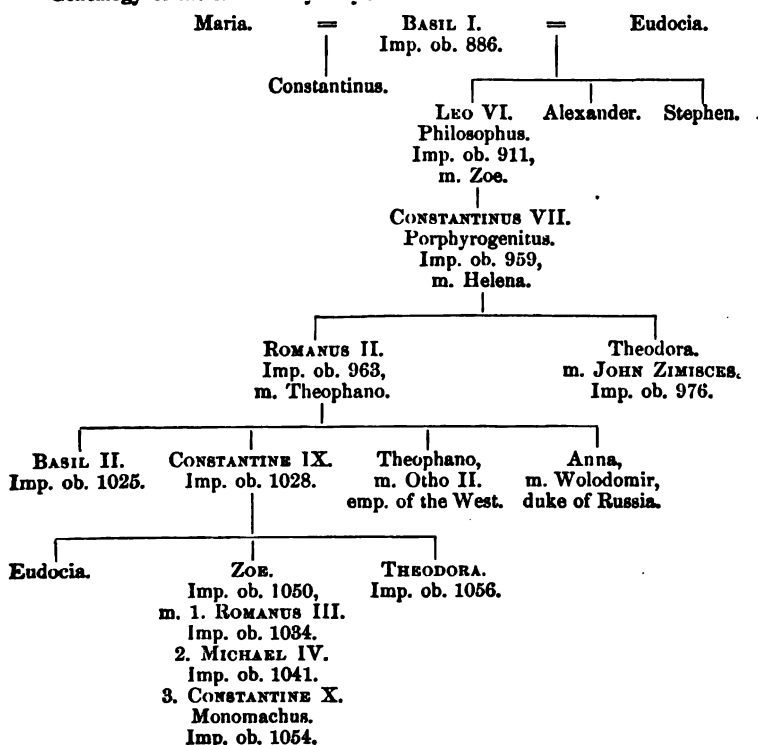 Maria. = BASIL I. = Eudocia.
Imp. ob. 886.
Constantinus.
LEO VI. Alexander. Stephen.
Philosophus.
Imp. ob. 911,
m. Zoe.
CONSTANTINUS VII.
Porphyrogenitus.
Imp. ob. 959,
m. Helena.
ROMANUS II. Theodora.
Imp. ob. 963, m. JOHN ZIMISCES.
m. Theophano. Imp. ob. 976.
BASIL II. CONSTANTINE IX. Theophano, Anna,
Imp. ob. 1025. Imp. ob. 1028. m. Otho II. m. Wolodomir,
emp. of the West. duke of Russia.
Eudocia. ZOE. THEODORA.
Imp. ob. 1050, Imp. ob. 1056.
m. 1. ROMANUS III.
Imp. ob. 1034.
2. MICHAEL IV.
Imp. ob. 1041.
3. CONSTANTINE X.
Monomachus.
Imp. ob. 1054.